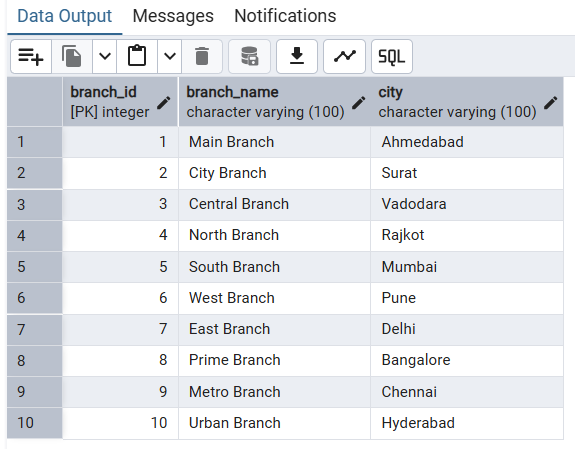 Data Output Messages Notifications
SQL
branch_id branch_name city
[PK] integer character varying (100) character varying (100)
1 1 Main Branch Ahmedabad
2 2 City Branch Surat
3 3 Central Branch Vadodara
4 4 North Branch Rajkot
5 5 South Branch Mumbai
6 6 West Branch Pune
7 7 East Branch Delhi
8 8 Prime Branch Bangalore
9 9 Metro Branch Chennai
10 10 Urban Branch Hyderabad